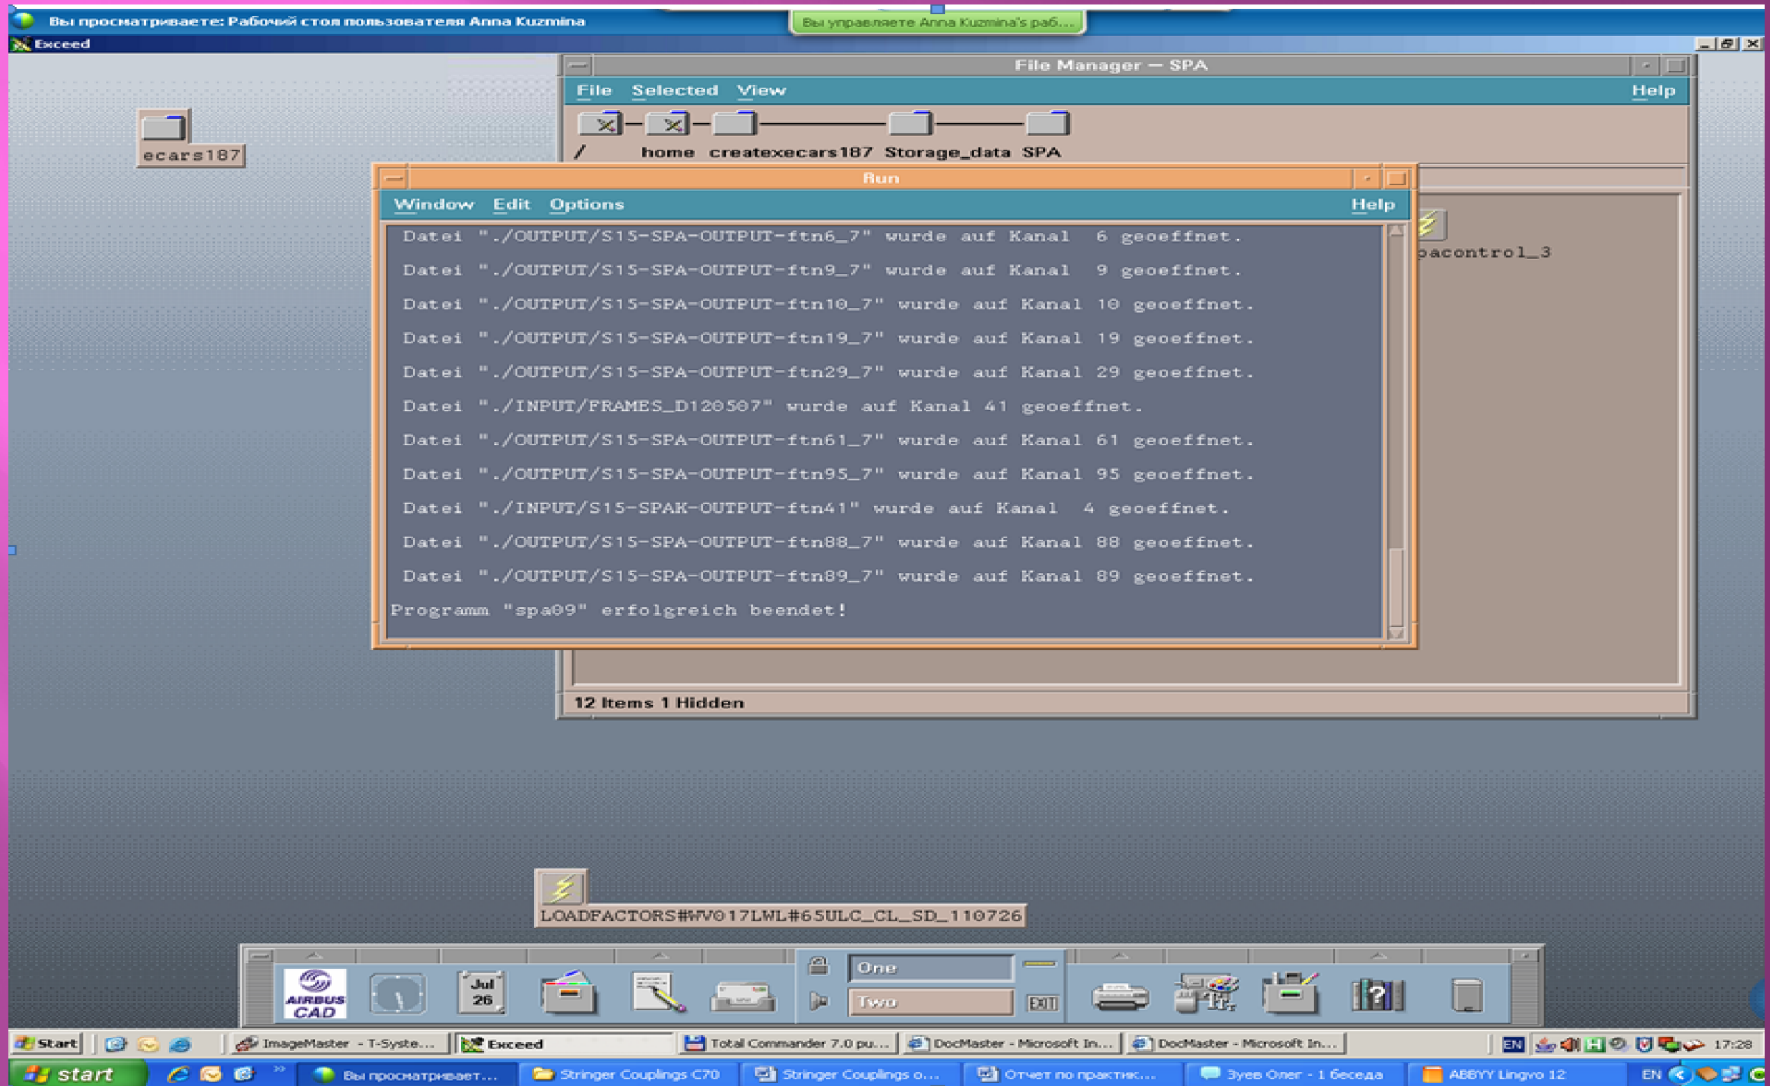 Вы просматриваете: Рабочий стол пользователя Anna Kuzmina
Вы управляете Anna Kuzmina's раб...
Exceed
File Manager — SPA
File Selected View Help
ecars187
/ home createxecars187 Storage_data SPA
Run
Window Edit Options Help
Datei "./OUTPUT/S15-SPA-OUTPUT-ftn6_7" wurde auf Kanal 6 geoeffnet.
pacontrol_3
Datei "./OUTPUT/S15-SPA-OUTPUT-ftn9_7" wurde auf Kanal 9 geoeffnet.
Datei "./OUTPUT/S15-SPA-OUTPUT-ftn10_7" wurde auf Kanal 10 geoeffnet.
Datei "./OUTPUT/S15-SPA-OUTPUT-ftn19_7" wurde auf Kanal 19 geoeffnet.
Datei "./OUTPUT/S15-SPA-OUTPUT-ftn29_7" wurde auf Kanal 29 geoeffnet.
Datei "./INPUT/FRAMES_D120507" wurde auf Kanal 41 geoeffnet.
Datei "./OUTPUT/S15-SPA-OUTPUT-ftn61_7" wurde auf Kanal 61 geoeffnet.
Datei "./OUTPUT/S15-SPA-OUTPUT-ftn95_7" wurde auf Kanal 95 geoeffnet.
Datei "./INPUT/S15-SPAK-OUTPUT-ftn41" wurde auf Kanal 4 geoeffnet.
Datei "./OUTPUT/S15-SPA-OUTPUT-ftn88_7" wurde auf Kanal 88 geoeffnet.
Datei "./OUTPUT/S15-SPA-OUTPUT-ftn89_7" wurde auf Kanal 89 geoeffnet.
Programm "spa09" erfolgreich beendet!
12 Items 1 Hidden
LOADFACTORS#WV017LWL#65ULC_CL_SD_110726
One
AIRBUS
CAD
Jul
26
Two
EXIT
Start ImageMaster - T-Syste... Exceed Total Commander 7.0 pu... DocMaster - Microsoft In... DocMaster - Microsoft In... EN 17:28
start Вы просматривает... Stringer Couplings C70 Stringer Couplings o... Отчет по практик... Зуев Олег - 1 беседа ABBYY Lingvo 12 EN